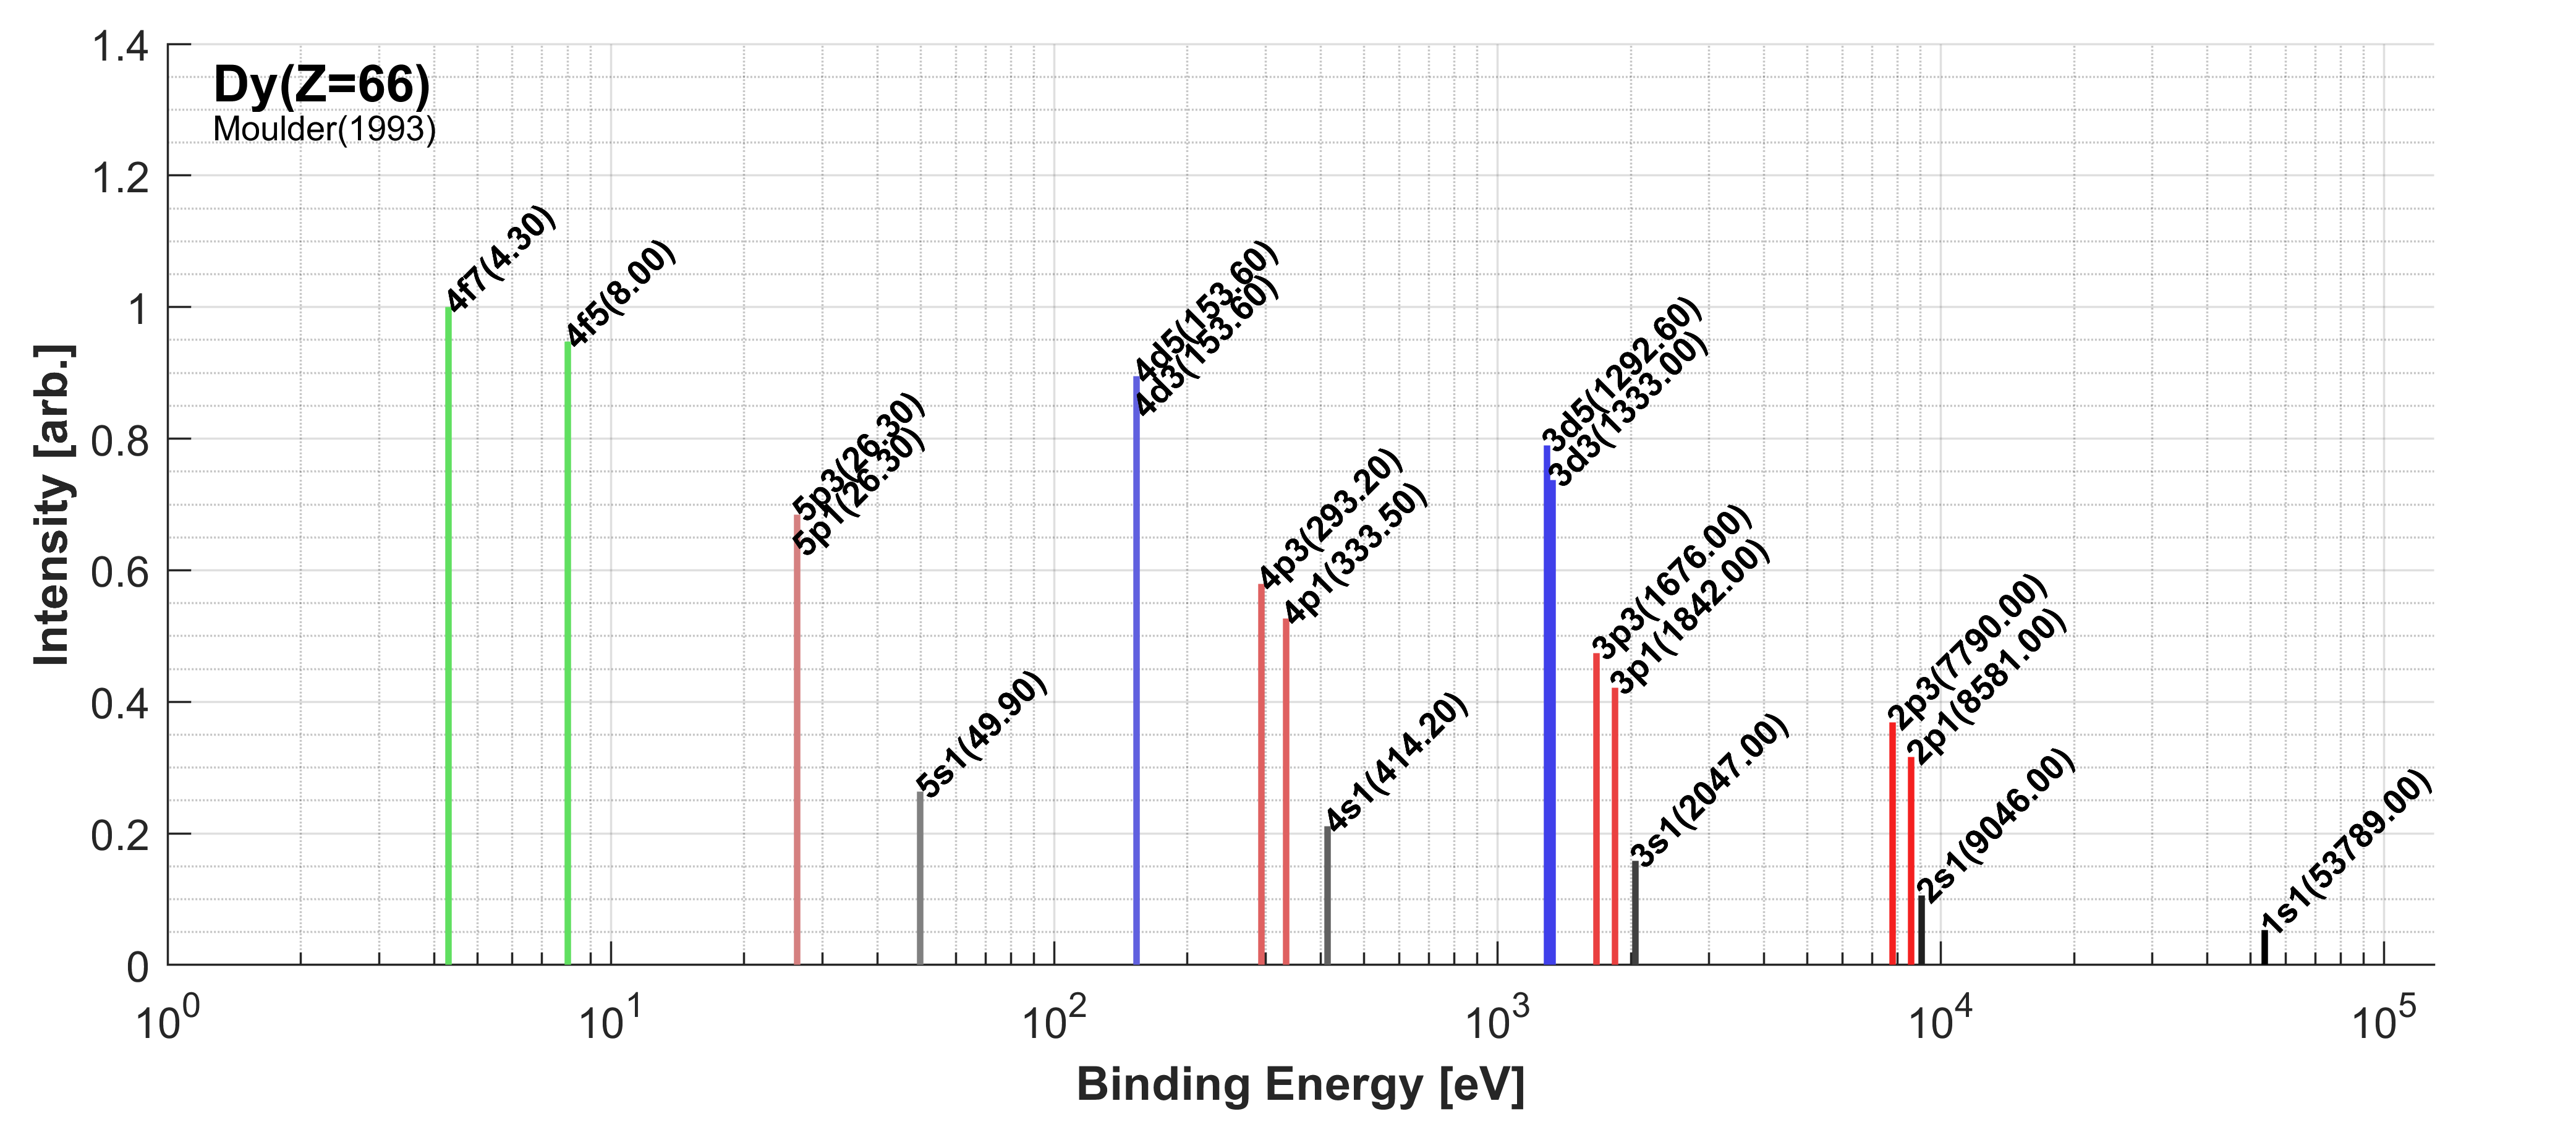 Dy(Z=66)
Moulder(1993)
1.4
1.2
1
0.8
0.6
0.4
0.2
0
Intensity [arb.]
4f7(4.30)
4f5(8.00)
5p3(26.30)
5p1(26.30)
5s1(49.90)
4d5(153.60)
4d3(153.60)
4p3(293.20)
4p1(333.50)
4s1(414.20)
3d5(1292.60)
3d3(1333.00)
3p3(1676.00)
3p1(1842.00)
3s1(2047.00)
2p3(7790.00)
2p1(8581.00)
2s1(9046.00)
1s1(53789.00)
10^0 10^1 10^2 10^3 10^4 10^5
Binding Energy [eV]